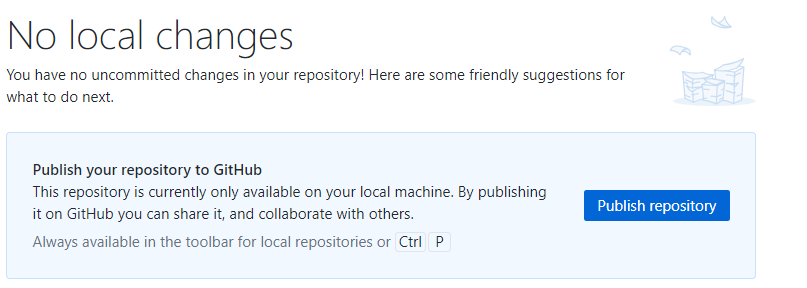 No local changes
You have no uncommitted changes in your repository! Here are some friendly suggestions for
what to do next.
Publish your repository to GitHub
This repository is currently only available on your local machine. By publishing
it on GitHub you can share it, and collaborate with others.
Always available in the toolbar for local repositories or Ctrl P
Publish repository